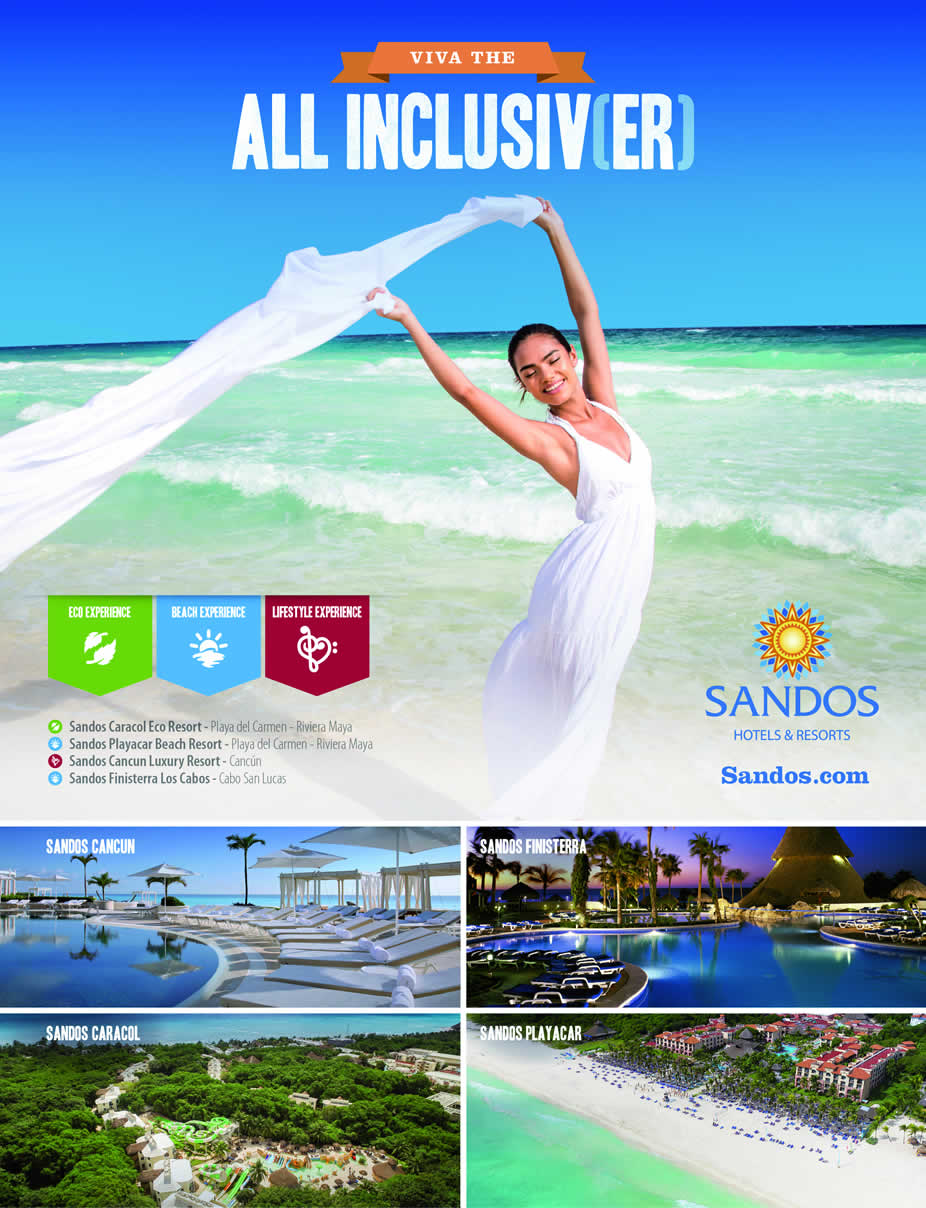 VIVA THE
ALL INCLUSIV(ER)
ECO EXPERIENCE
BEACH EXPERIENCE
LIFESTYLE EXPERIENCE
Sandos Caracol Eco Resort - Playa del Carmen - Riviera Maya
Sandos Playacar Beach Resort - Playa del Carmen - Riviera Maya
Sandos Cancun Luxury Resort - Cancún
Sandos Finisterra Los Cabos - Cabo San Lucas
SANDOS
HOTELS & RESORTS
Sandos.com
SANDOS CANCUN
SANDOS FINISTERRA
SANDOS CARACOL
SANDOS PLAYACAR